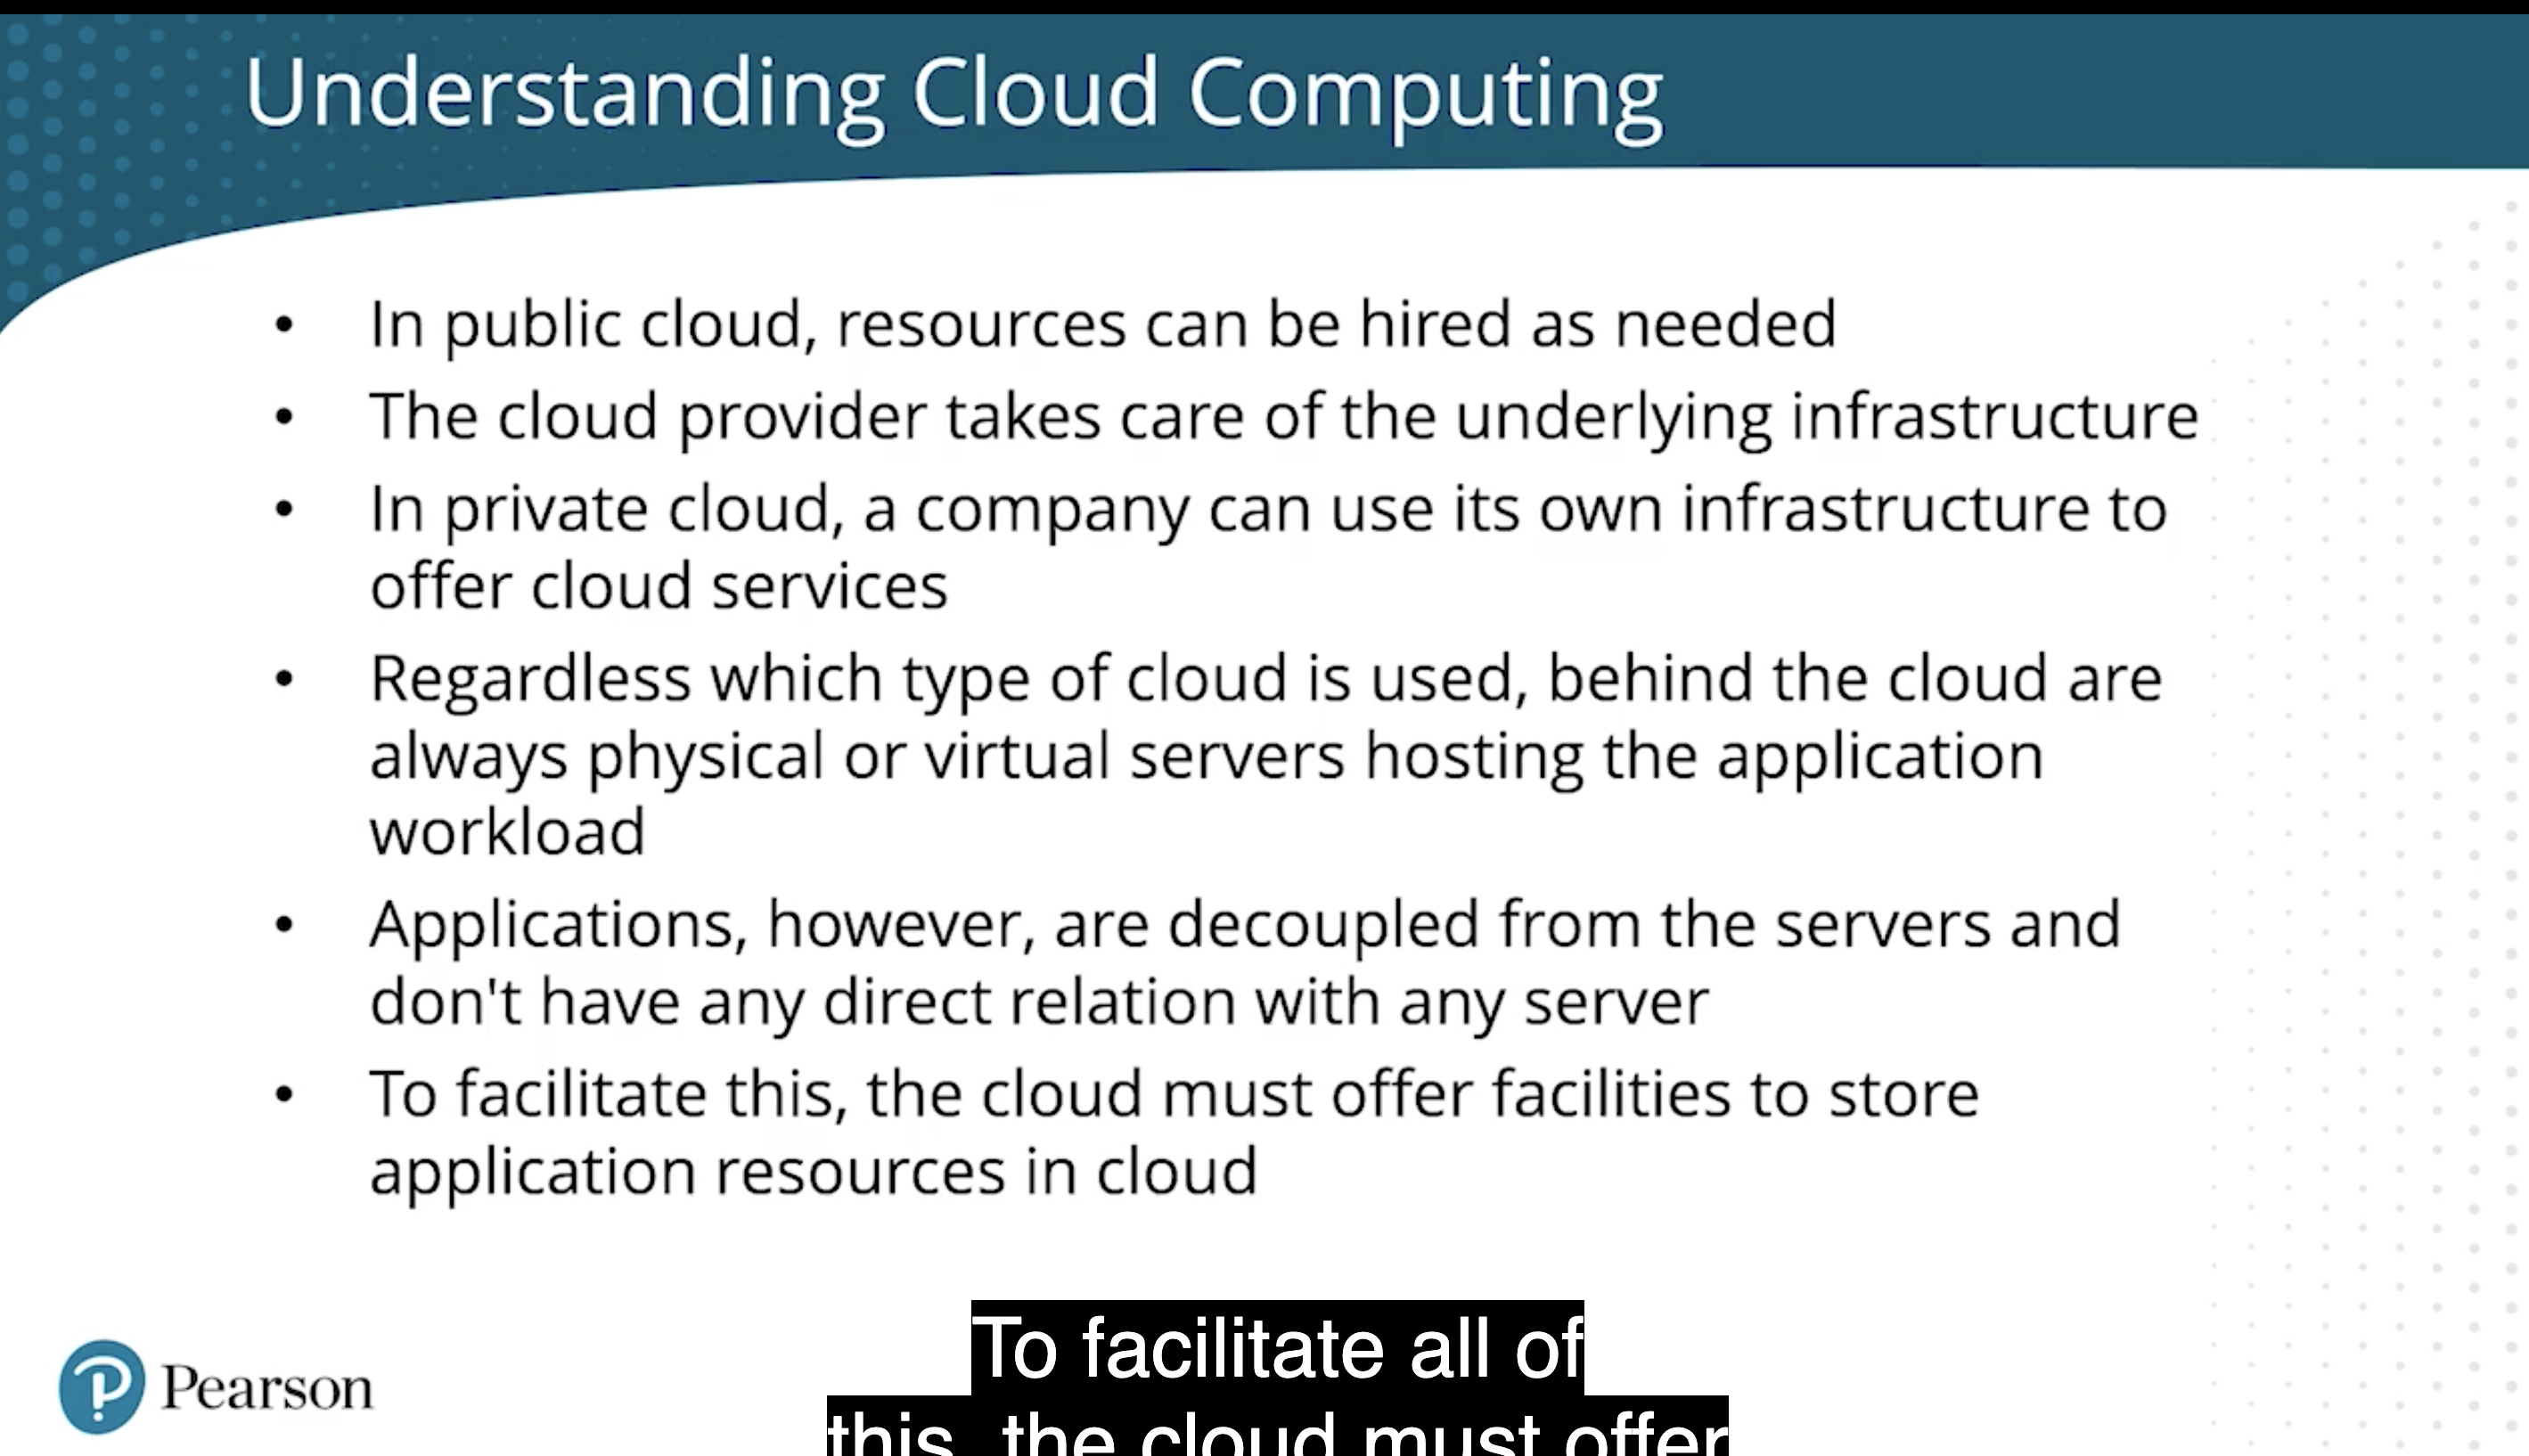 Understanding Cloud Computing
• In public cloud, resources can be hired as needed
• The cloud provider takes care of the underlying infrastructure
• In private cloud, a company can use its own infrastructure to
offer cloud services
• Regardless which type of cloud is used, behind the cloud are
always physical or virtual servers hosting the application
workload
• Applications, however, are decoupled from the servers and
don't have any direct relation with any server
• To facilitate this, the cloud must offer facilities to store
application resources in cloud
Pearson
To facilitate all of
this, the cloud must offer